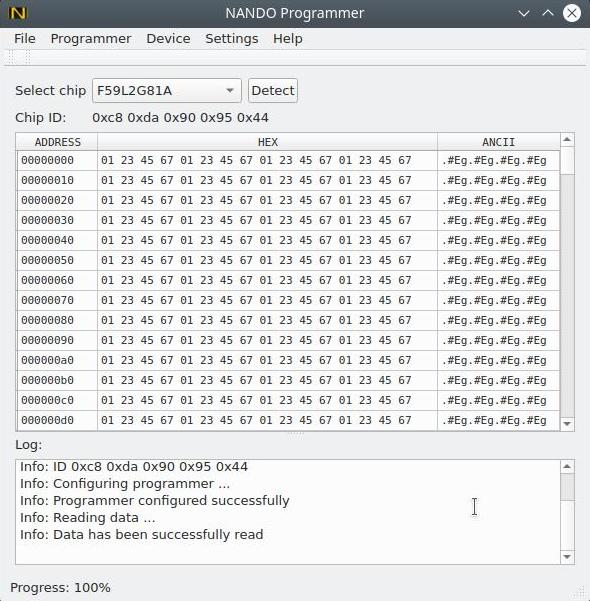 NANDO Programmer
File Programmer Device Settings Help
Select chip F59L2G81A Detect
Chip ID: 0xc8 0xda 0x90 0x95 0x44
ADDRESS HEX ANCII
00000000 01 23 45 67 01 23 45 67 01 23 45 67 01 23 45 67 .#Eg.#Eg.#Eg.#Eg
00000010 01 23 45 67 01 23 45 67 01 23 45 67 01 23 45 67 .#Eg.#Eg.#Eg.#Eg
00000020 01 23 45 67 01 23 45 67 01 23 45 67 01 23 45 67 .#Eg.#Eg.#Eg.#Eg
00000030 01 23 45 67 01 23 45 67 01 23 45 67 01 23 45 67 .#Eg.#Eg.#Eg.#Eg
00000040 01 23 45 67 01 23 45 67 01 23 45 67 01 23 45 67 .#Eg.#Eg.#Eg.#Eg
00000050 01 23 45 67 01 23 45 67 01 23 45 67 01 23 45 67 .#Eg.#Eg.#Eg.#Eg
00000060 01 23 45 67 01 23 45 67 01 23 45 67 01 23 45 67 .#Eg.#Eg.#Eg.#Eg
00000070 01 23 45 67 01 23 45 67 01 23 45 67 01 23 45 67 .#Eg.#Eg.#Eg.#Eg
00000080 01 23 45 67 01 23 45 67 01 23 45 67 01 23 45 67 .#Eg.#Eg.#Eg.#Eg
00000090 01 23 45 67 01 23 45 67 01 23 45 67 01 23 45 67 .#Eg.#Eg.#Eg.#Eg
000000a0 01 23 45 67 01 23 45 67 01 23 45 67 01 23 45 67 .#Eg.#Eg.#Eg.#Eg
000000b0 01 23 45 67 01 23 45 67 01 23 45 67 01 23 45 67 .#Eg.#Eg.#Eg.#Eg
000000c0 01 23 45 67 01 23 45 67 01 23 45 67 01 23 45 67 .#Eg.#Eg.#Eg.#Eg
000000d0 01 23 45 67 01 23 45 67 01 23 45 67 01 23 45 67 .#Eg.#Eg.#Eg.#Eg
Log:
Info: ID 0xc8 0xda 0x90 0x95 0x44
Info: Configuring programmer ...
Info: Programmer configured successfully
Info: Reading data ...
Info: Data has been successfully read
Progress: 100%